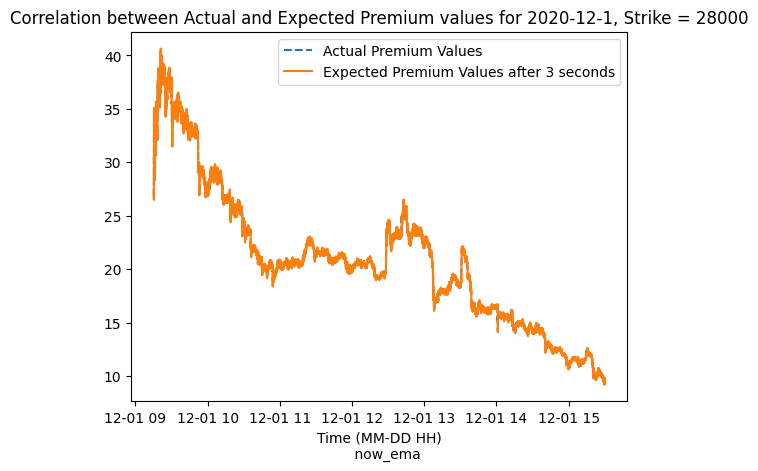 Correlation between Actual and Expected Premium values for 2020-12-1, Strike = 28000
Actual Premium Values
Expected Premium Values after 3 seconds
40
35
30
25
20
15
10
12-01 09 12-01 10 12-01 11 12-01 12 12-01 13 12-01 14 12-01 15
Time (MM-DD HH)
now_ema